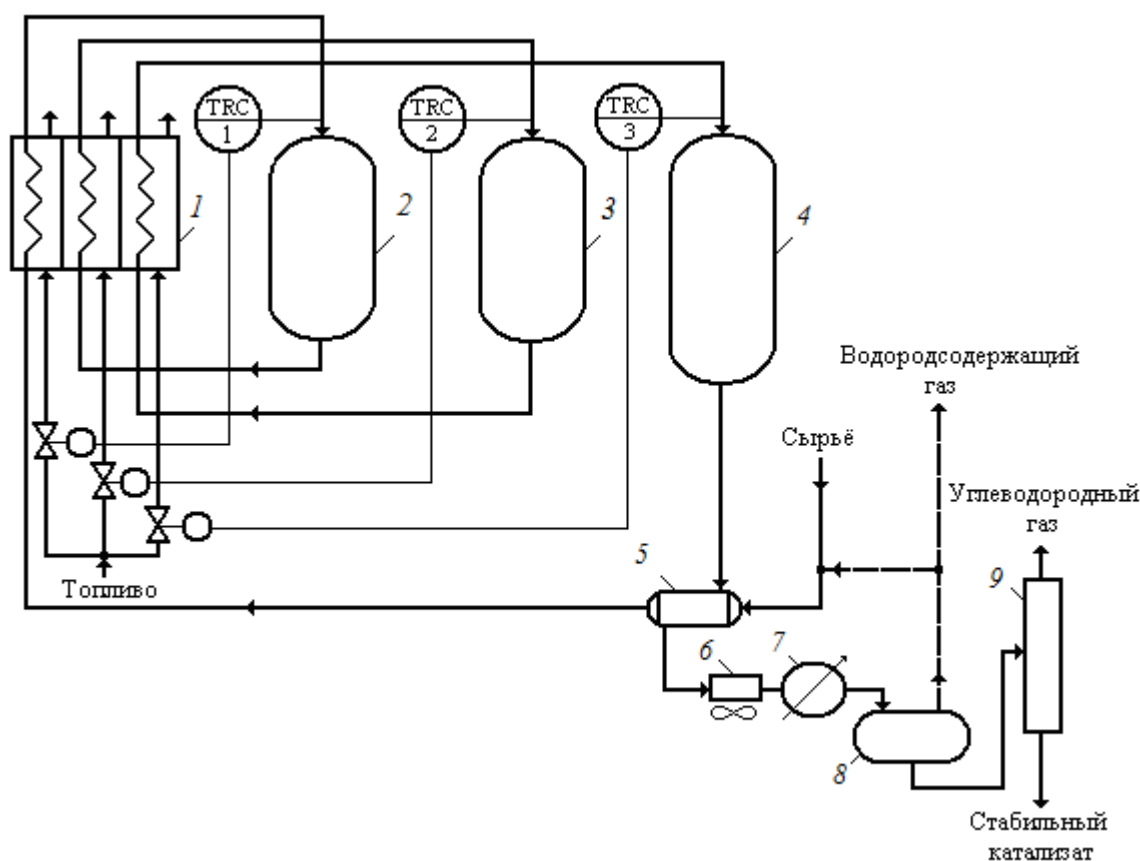 TRC
1
TRC
2
TRC
3
1
2
3
4
Водородсодержащий
газ
Сырьё
Углеводородный
газ
5
Топливо
9
6
7
8
Стабильный
катализат